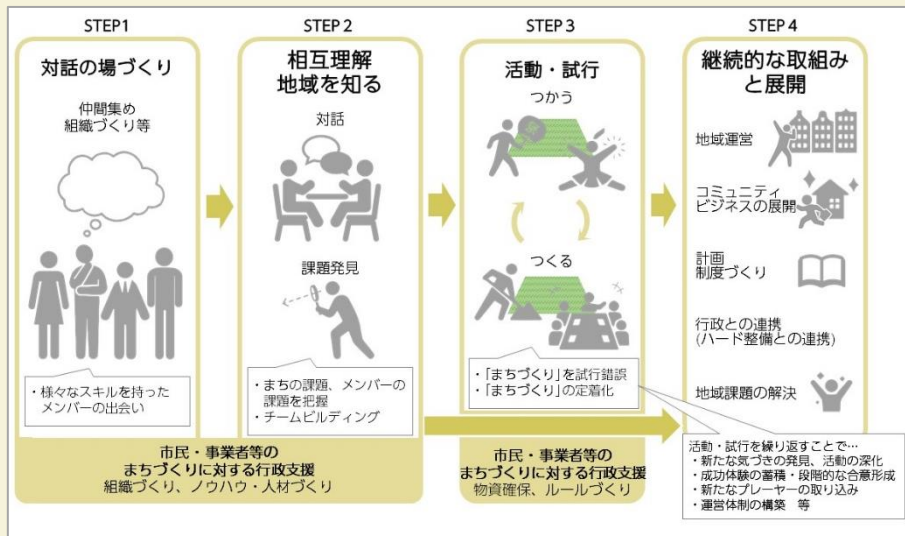 STEP1
対話の場づくり
仲間集め
組織づくり等
・様々なスキルを持った
メンバーの出会い
STEP2
相互理解
地域を知る
対話
課題発見
・まちの課題、メンバーの
課題を把握
・チームビルディング
市民・事業者等の
まちづくりに対する行政支援
組織づくり、ノウハウ・人材づくり
STEP3
活動・試行
つかう
つくる
・「まちづくり」を試行錯誤
・「まちづくり」の定着化
市民・事業者等の
まちづくりに対する行政支援
物資確保、ルールづくり
STEP4
継続的な取組み
と展開
地域運営
コミュニティ
ビジネスの展開
計画
制度づくり
行政との連携
(ハード整備との連携)
地域課題の解決
活動・試行を繰り返すことで…
・新たな気づきの発見、活動の深化
・成功体験の蓄積・段階的な合意形成
・新たなプレーヤーの取り込み
・運営体制の構築　等